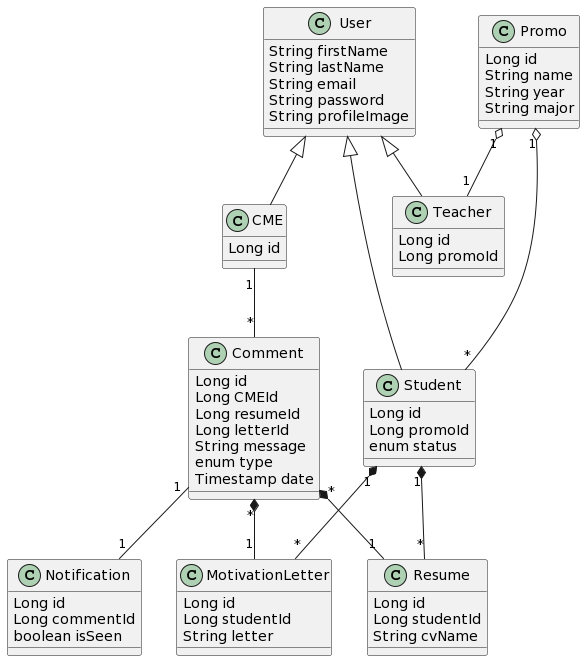 C User
String firstName
String lastName
String email
String password
String profileImage
C Promo
Long id
String name
String year
String major
1
1
1
C CME
Long id
C Teacher
Long id
Long promoId
1
*
*
C Comment
Long id
Long CMEId
Long resumeId
Long letterId
String message
enum type
Timestamp date
C Student
Long id
Long promoId
enum status
1
*
*
1
1
1
1
*
1
*
C Notification
Long id
Long commentId
boolean isSeen
C MotivationLetter
Long id
Long studentId
String letter
C Resume
Long id
Long studentId
String cvName